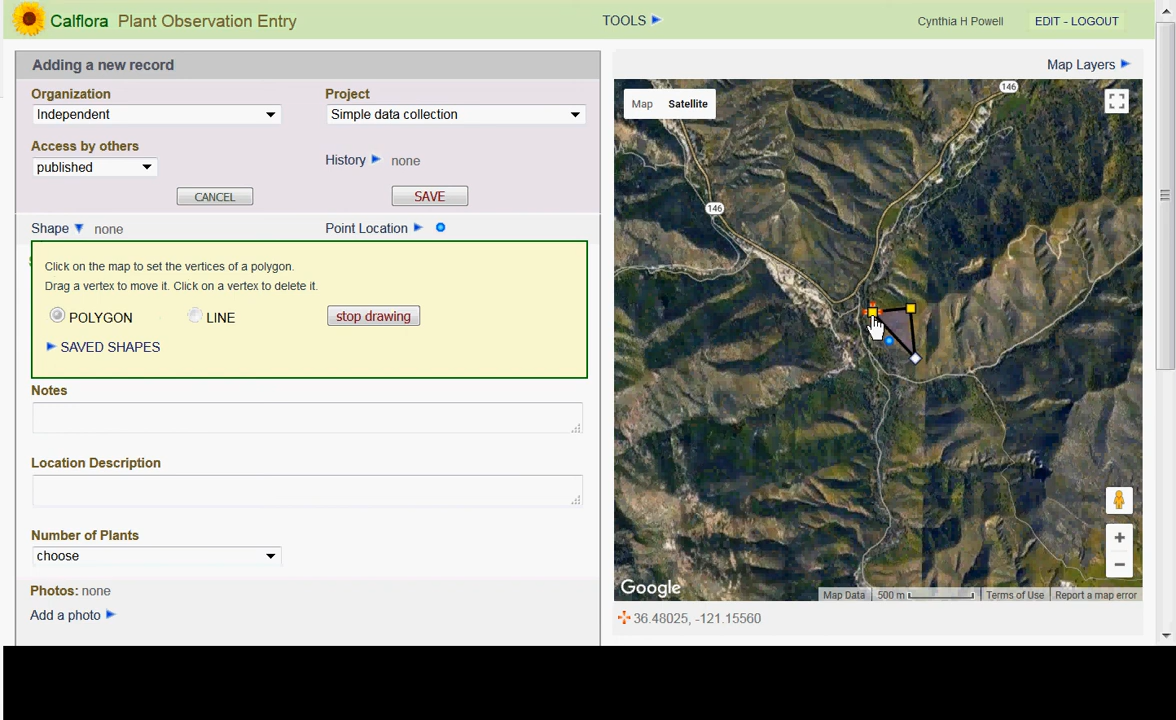 Calflora Plant Observation Entry
TOOLS
Cynthia H Powell
EDIT - LOGOUT
Adding a new record
Organization
Independent
Project
Simple data collection
Access by others
published
History none
CANCEL
SAVE
Shape none
Point Location
Click on the map to set the vertices of a polygon.
Drag a vertex to move it. Click on a vertex to delete it.
POLYGON
LINE
stop drawing
SAVED SHAPES
Notes
Location Description
Number of Plants
choose
Photos: none
Add a photo
Map Layers
Map
Satellite
146
146
Google
Map Data
500 m
Terms of Use
Report a map error
36.48025, -121.15560